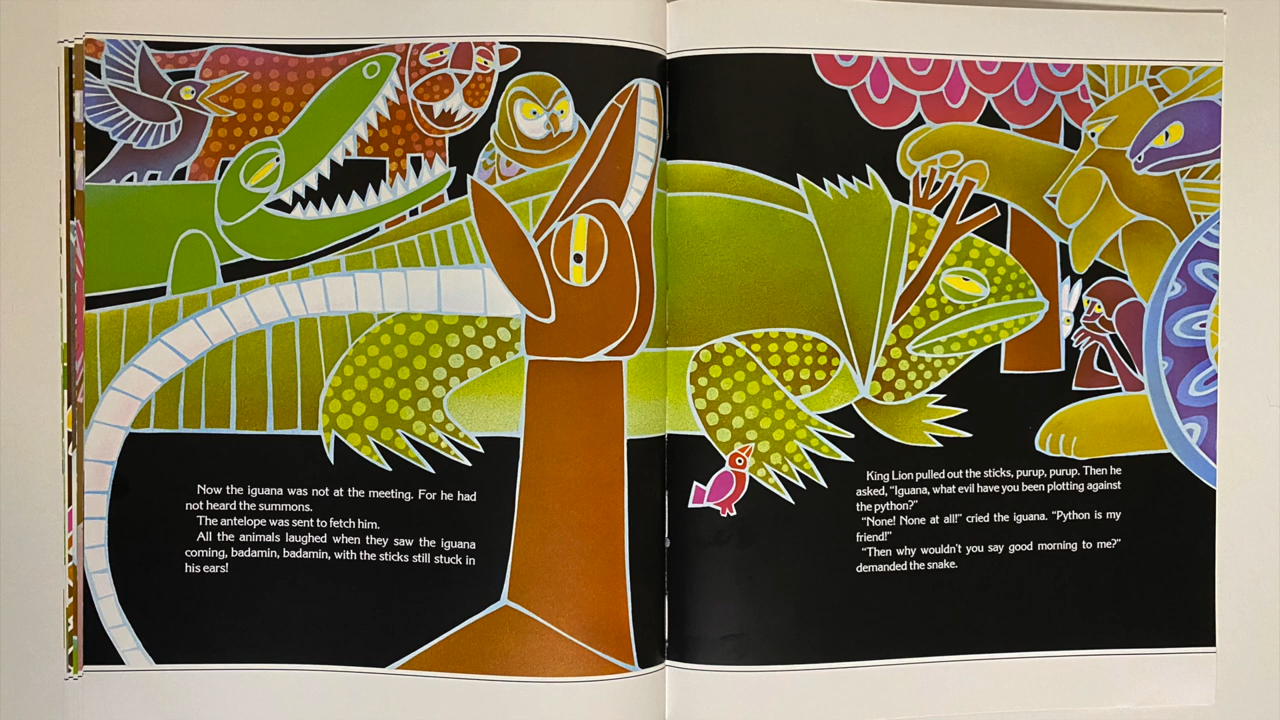 Now the iguana was not at the meeting. For he had
not heard the summons.
The antelope was sent to fetch him.
All the animals laughed when they saw the iguana
coming, badamin, badamin, with the sticks still stuck in
his ears!
King Lion pulled out the sticks, purup, purup. Then he
asked, “Iguana, what evil have you been plotting against
the python?”
“None! None at all!” cried the iguana. “Python is my
friend!”
“Then why wouldn't you say good morning to me?”
demanded the snake.